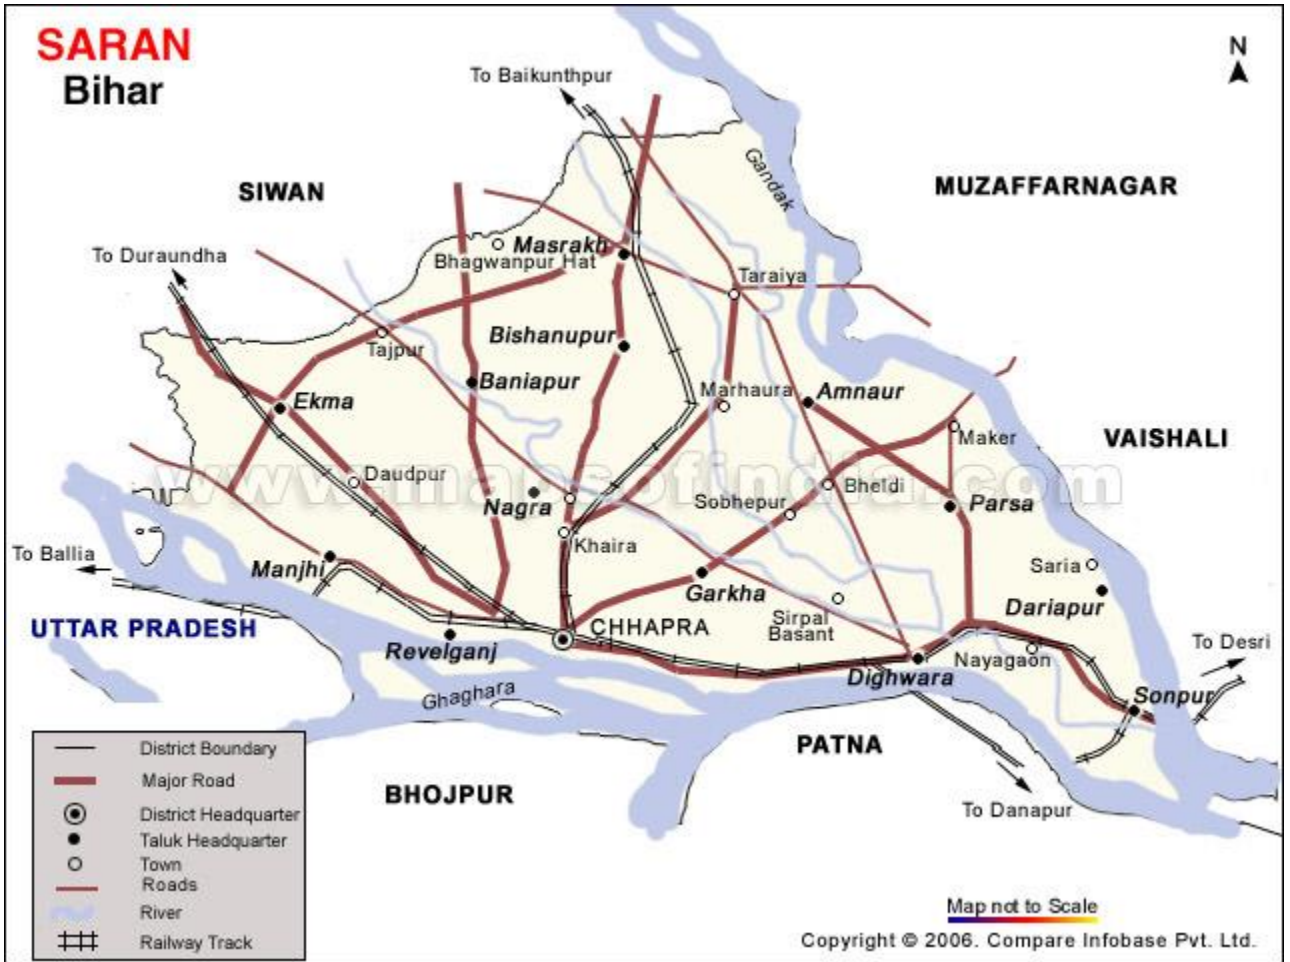 SARAN
Bihar
N
To Baikunthpur
SIWAN
MUZAFFARNAGAR
Gandak
To Duraundha
Masrakh
Bhagwanpur Hat
Taraiya
Tajpur
Bishanupur
Baniapur
Ekma
Marhaura
Amnaur
Maker
VAISHALI
www.mapsofindia.com
Daudpur
Nagra
Sobhepur
Bheldi
Parsa
Khaira
To Ballia
Manjhi
Garkha
Saria
Dariapur
UTTAR PRADESH
Revelganj
CHHAPRA
Sirpal
Basant
Nayagaon
To Desri
Dighwara
Sonpur
Ghaghara
PATNA
BHOJPUR
To Danapur
District Boundary
Major Road
District Headquarter
Taluk Headquarter
Town
Roads
River
Railway Track
Map not to Scale
Copyright © 2006. Compare Infobase Pvt. Ltd.